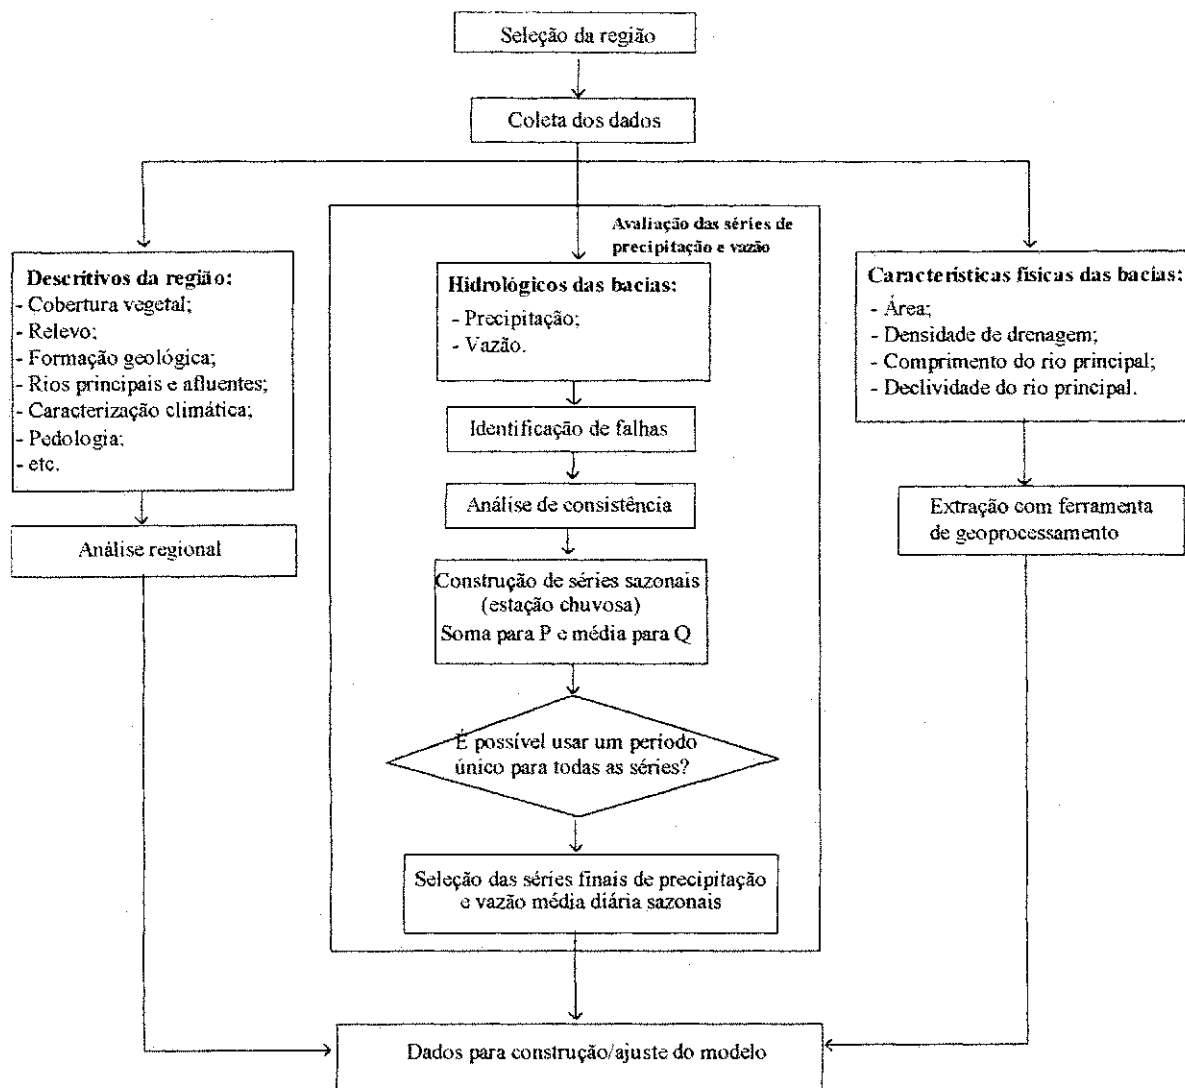 Seleção da região
Coleta dos dados
Descritivos da região:
- Cobertura vegetal;
- Relevo;
- Formação geológica;
- Rios principais e afluentes;
- Caracterização climática;
- Pedologia;
- etc.
Análise regional
Avaliação das séries de
precipitação e vazão
Hidrológicos das bacias:
- Precipitação;
- Vazão.
Identificação de falhas
Análise de consistência
Construção de séries sazonais
(estação chuvosa)
Soma para P e média para Q
É possível usar um período
único para todas as séries?
Seleção das séries finais de precipitação
e vazão média diária sazonais
Características físicas das bacias:
- Área;
- Densidade de drenagem;
- Comprimento do rio principal;
- Declividade do rio principal.
Extração com ferramenta
de geoprocessamento
Dados para construção/ajuste do modelo